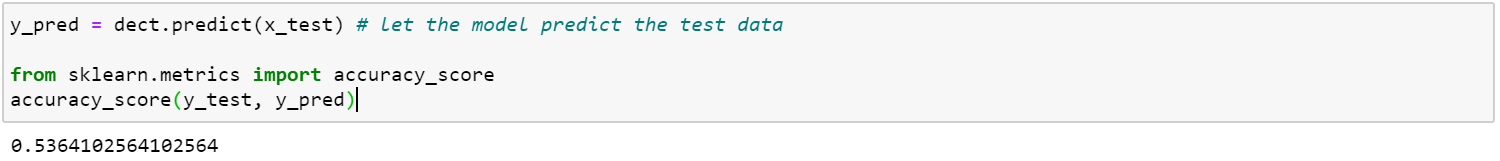 y_pred = dect.predict(x_test) # let the model predict the test data
from sklearn.metrics import accuracy_score
accuracy_score(y_test, y_pred)
0.5364102564102564